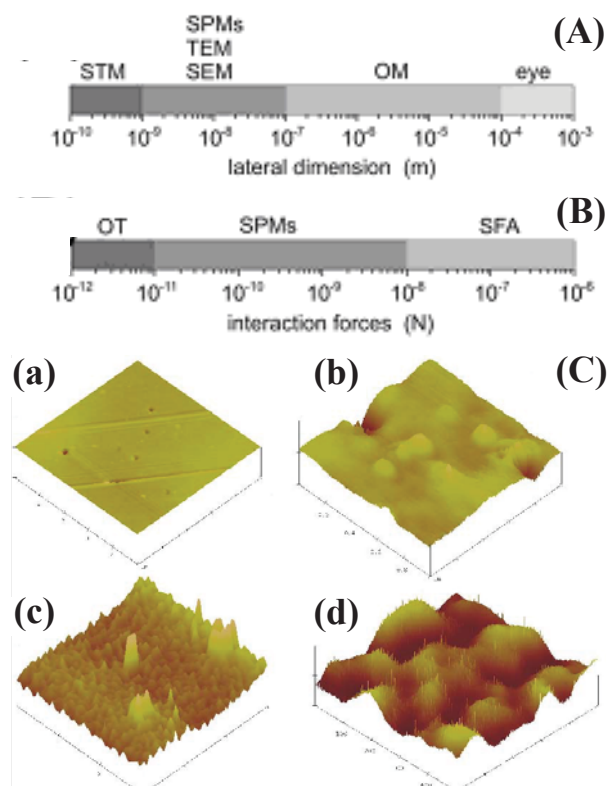 SPMs (A)
TEM
STM SEM OM eye
10⁻¹⁰ 10⁻⁹ 10⁻⁸ 10⁻⁷ 10⁻⁶ 10⁻⁵ 10⁻⁴ 10⁻³
lateral dimension (m)
(B)
OT SPMs SFA
10⁻¹² 10⁻¹¹ 10⁻¹⁰ 10⁻⁹ 10⁻⁸ 10⁻⁷ 10⁻⁶
interaction forces (N)
(a) (b) (C)
(c) (d)